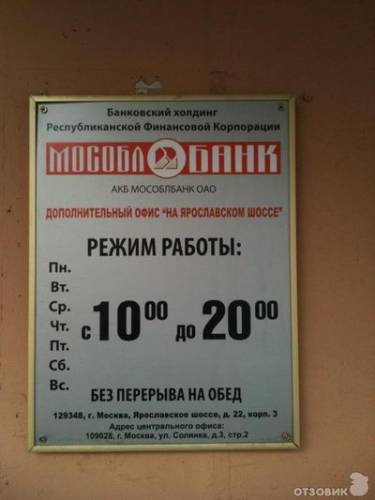 Банковский холдинг
Республиканской Финансовой Корпорации
МОСОБЛ БАНК
АКБ МОСОБЛБАНК ОАО
ДОПОЛНИТЕЛЬНЫЙ ОФИС "НА ЯРОСЛАВСКОМ ШОССЕ"
РЕЖИМ РАБОТЫ:
Пн.
Вт.
Ср.
Чт.
Пт.
Сб.
Вс.
с 10 00 до 20 00
БЕЗ ПЕРЕРЫВА НА ОБЕД
129348, г. Москва, Ярославское шоссе, д. 22, корп. 3
Адрес центрального офиса:
109028, г. Москва, ул. Солянка, д.3, стр.2
ОТЗОВИК